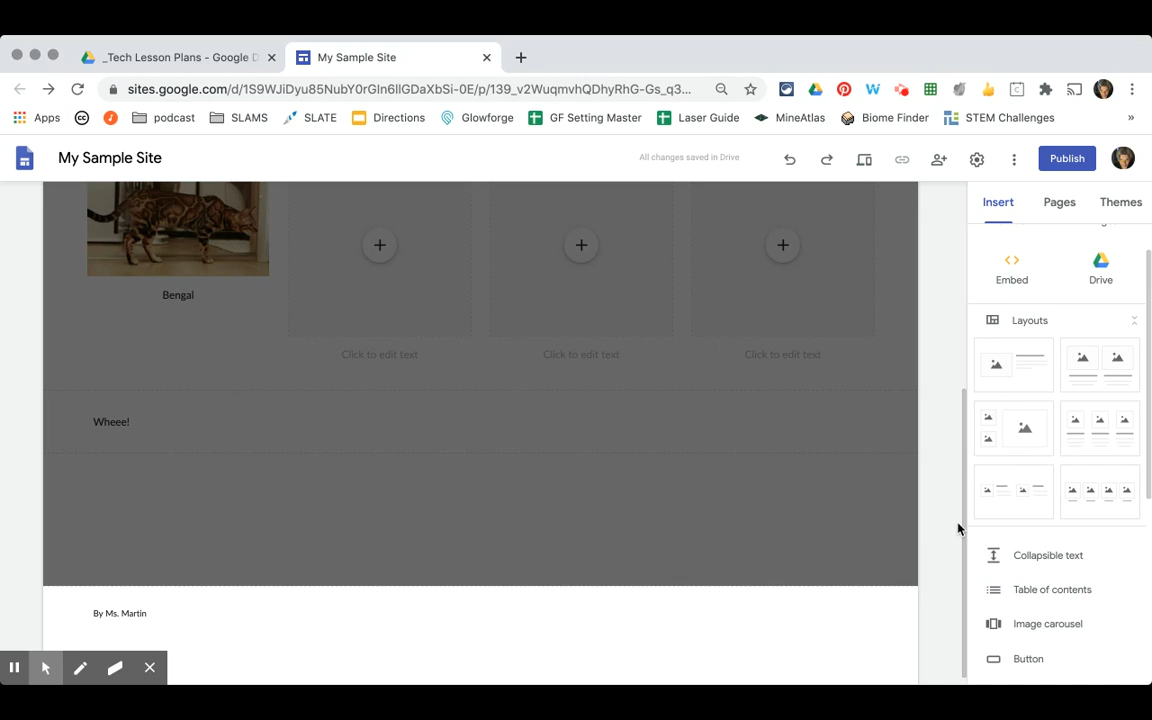 _Tech Lesson Plans - Google D
My Sample Site
sites.google.com/d/1S9WJiDyu85NubY0rGIn6llGDaXbSi-0E/p/139_v2WuqmvhQDhyRhG-Gs_q3...
Apps
podcast
SLAMS
SLATE
Directions
Glowforge
GF Setting Master
Laser Guide
MineAtlas
Biome Finder
STEM Challenges
»
My Sample Site
All changes saved in Drive
Publish
Insert
Pages
Themes
Embed
Drive
Bengal
Layouts
Click to edit text
Click to edit text
Click to edit text
Wheee!
Collapsible text
Table of contents
By Ms. Martin
Image carousel
Button